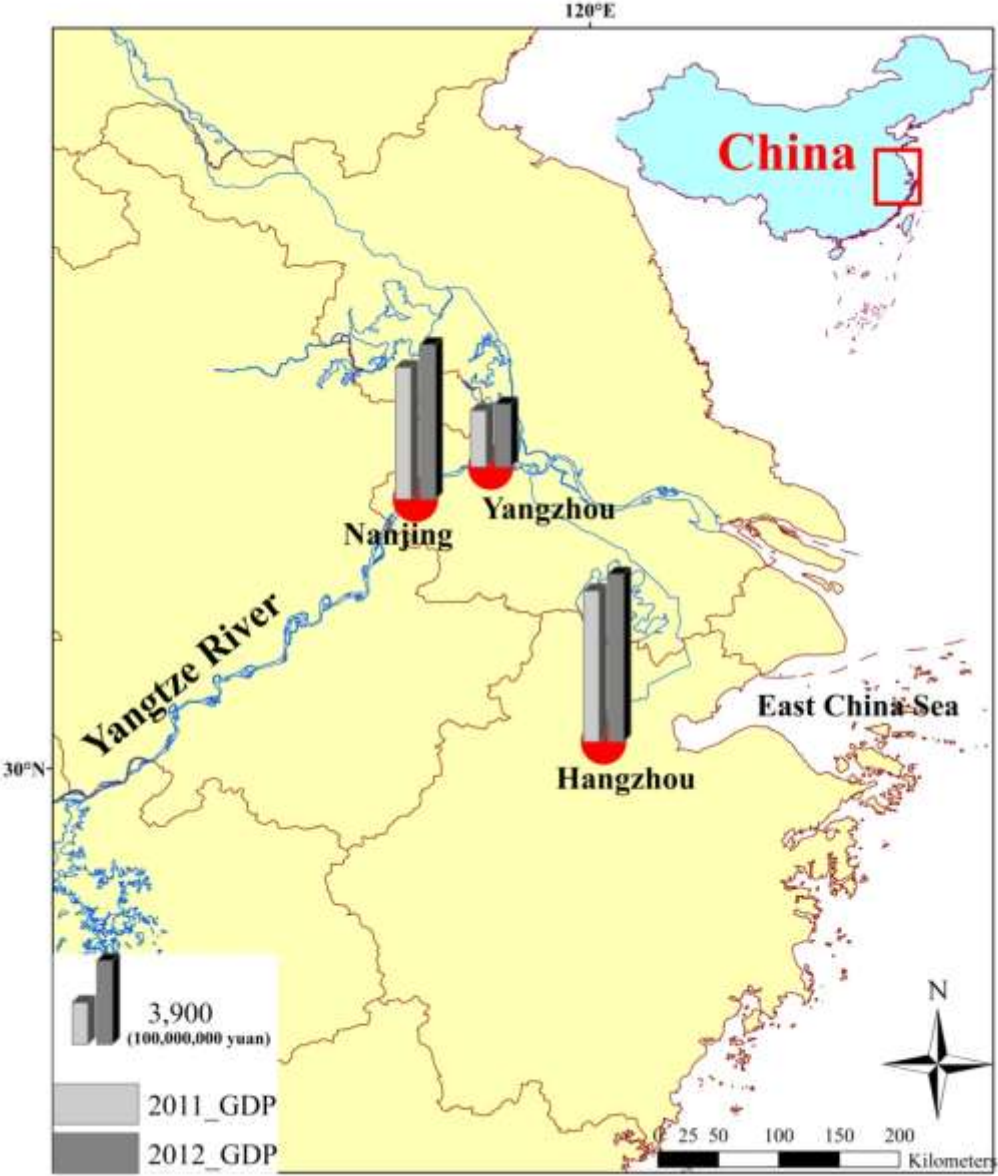 120°E
China
Nanjing
Yangzhou
Yangtze River
East China Sea
30°N
Hangzhou
3,900
(100,000,000 yuan)
N
2011_GDP
2012_GDP
0 25 50 100 150 200
Kilometers